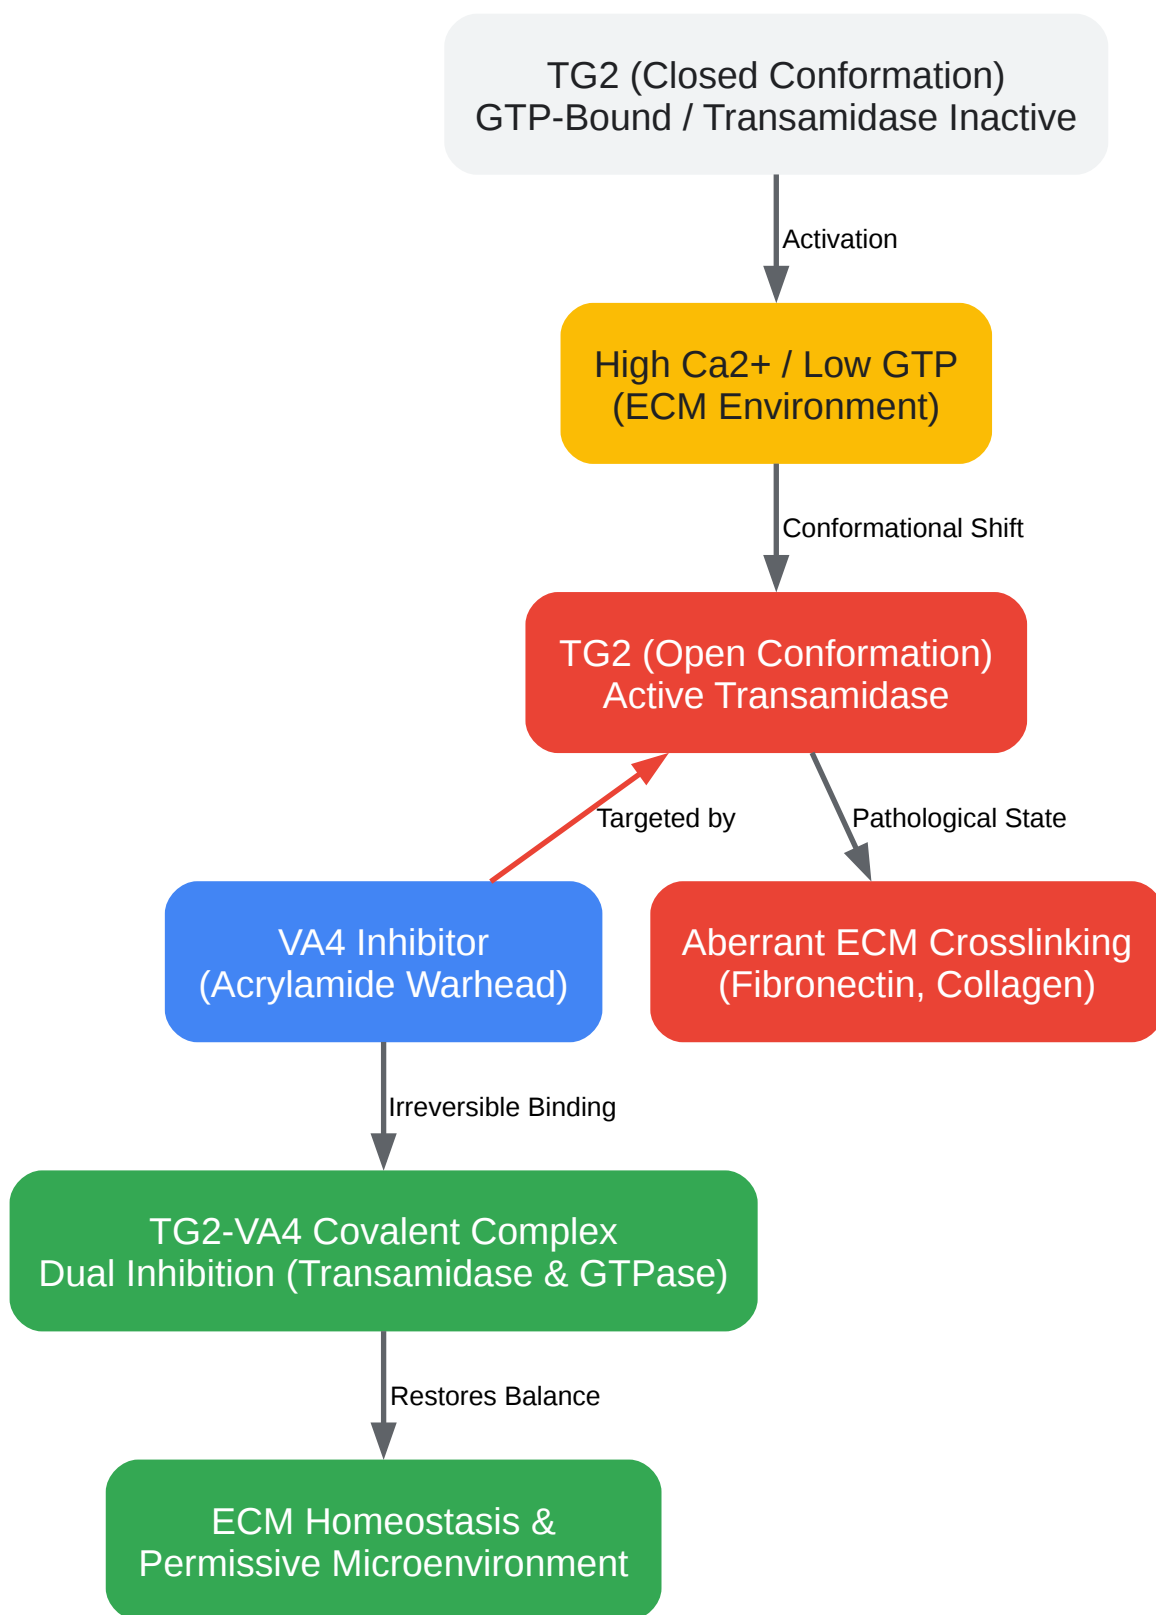 TG2 (Closed Conformation)
GTP-Bound / Transamidase Inactive
Activation
High Ca2+ / Low GTP
(ECM Environment)
Conformational Shift
TG2 (Open Conformation)
Active Transamidase
Targeted by
Pathological State
VA4 Inhibitor
(Acrylamide Warhead)
Aberrant ECM Crosslinking
(Fibronectin, Collagen)
Irreversible Binding
TG2-VA4 Covalent Complex
Dual Inhibition (Transamidase & GTPase)
Restores Balance
ECM Homeostasis &
Permissive Microenvironment